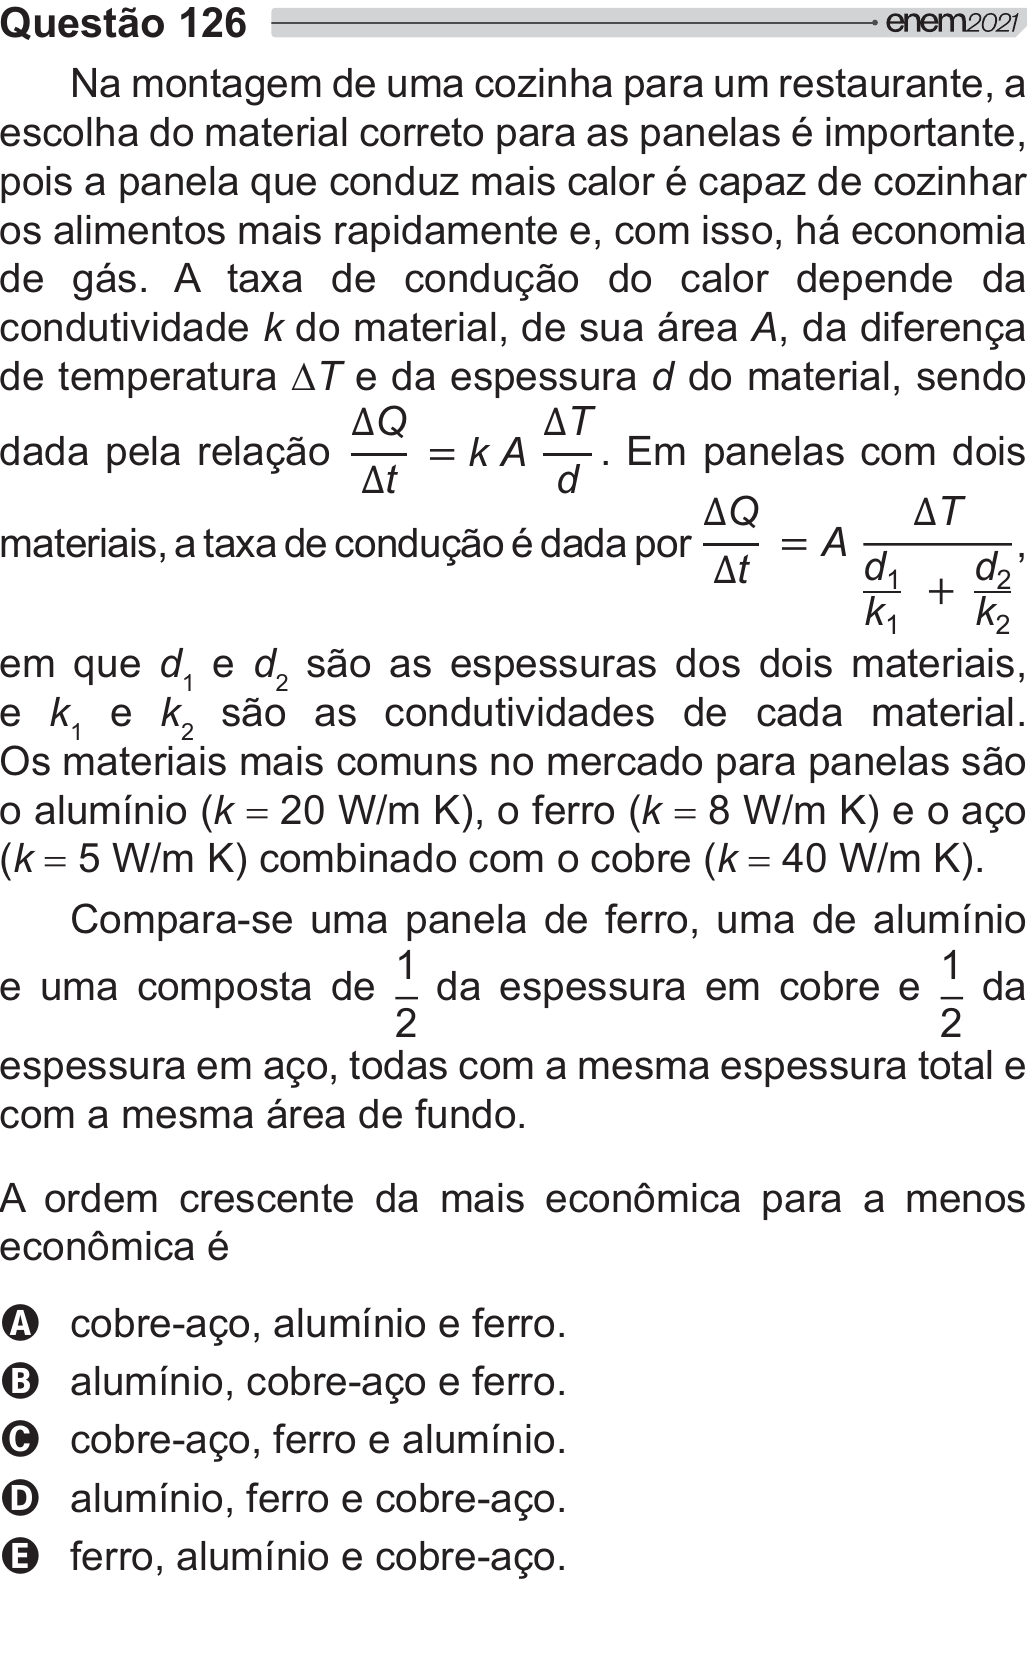 Questão 126 enem2021
Na montagem de uma cozinha para um restaurante, a
escolha do material correto para as panelas é importante,
pois a panela que conduz mais calor é capaz de cozinhar
os alimentos mais rapidamente e, com isso, há economia
de gás. A taxa de condução do calor depende da
condutividade k do material, de sua área A, da diferença
de temperatura ΔT e da espessura d do material, sendo
dada pela relação ΔQ/Δt = k A ΔT/d. Em panelas com dois
materiais, a taxa de condução é dada por ΔQ/Δt = A ΔT/(d₁/k₁ + d₂/k₂),
em que d₁ e d₂ são as espessuras dos dois materiais,
e k₁ e k₂ são as condutividades de cada material.
Os materiais mais comuns no mercado para panelas são
o alumínio (k = 20 W/m K), o ferro (k = 8 W/m K) e o aço
(k = 5 W/m K) combinado com o cobre (k = 40 W/m K).
Compara-se uma panela de ferro, uma de alumínio
e uma composta de 1/2 da espessura em cobre e 1/2 da
espessura em aço, todas com a mesma espessura total e
com a mesma área de fundo.
A ordem crescente da mais econômica para a menos
econômica é
A cobre-aço, alumínio e ferro.
B alumínio, cobre-aço e ferro.
C cobre-aço, ferro e alumínio.
D alumínio, ferro e cobre-aço.
E ferro, alumínio e cobre-aço.